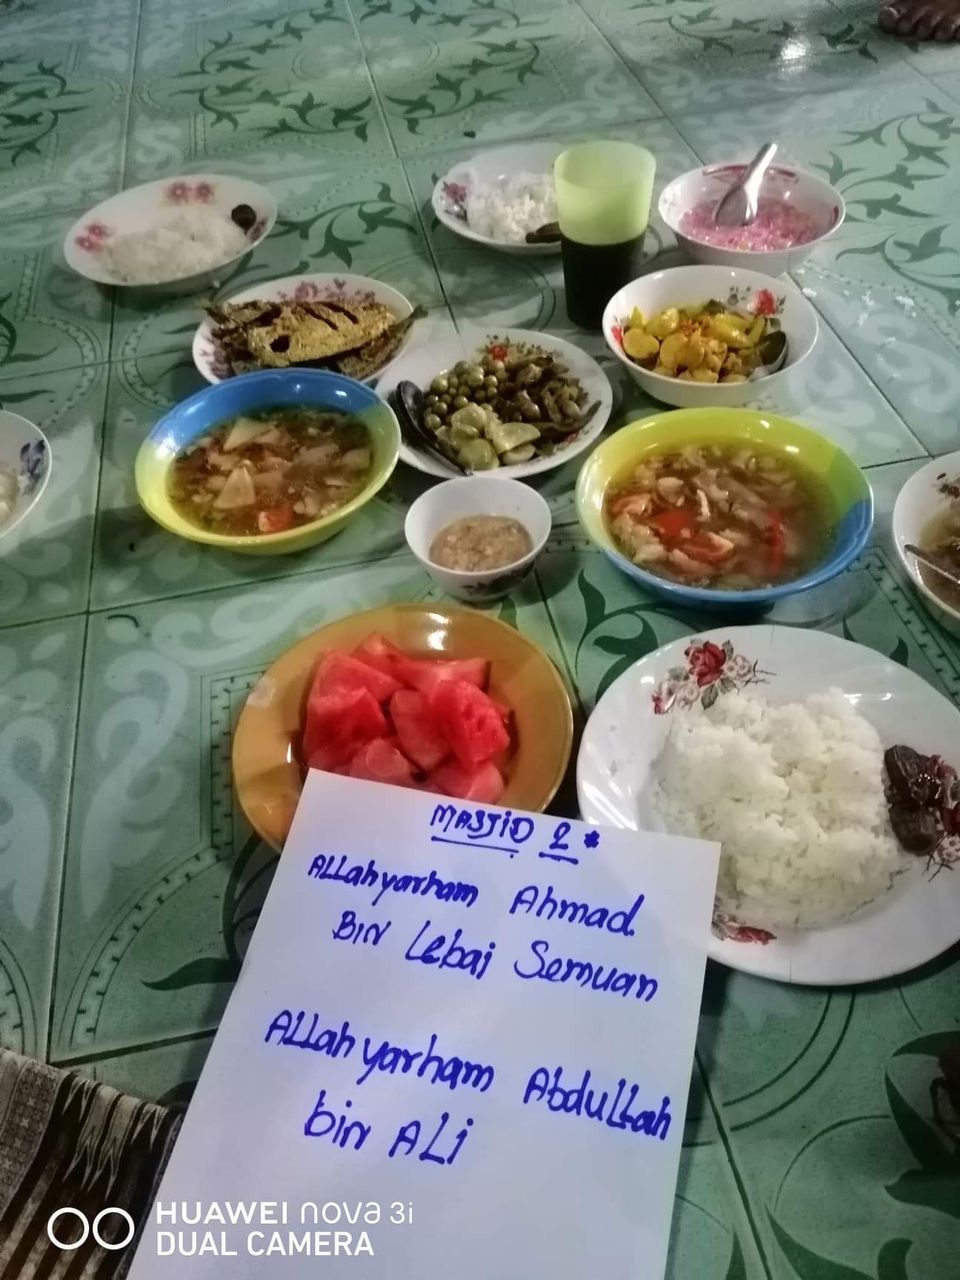 MASJID 2 *
ALLahyarham Ahmad
BIN Lebai Semuan
ALLahyarham AbduLLah
bin ALi
HUAWEI nova 3i
DUAL CAMERA